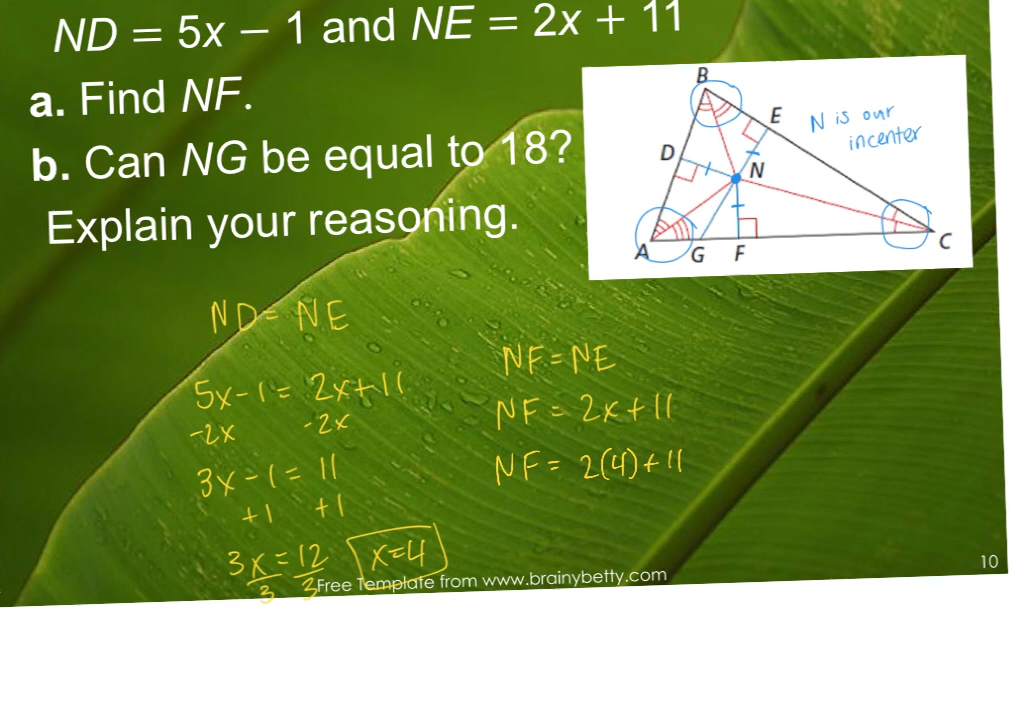 ND = 5x − 1 and NE = 2x + 11
a. Find NF.
b. Can NG be equal to 18?
Explain your reasoning.
B
E
D
N
A
G
F
C
N is our
incenter
ND = NE
5x-1 = 2x+11
-2x -2x
3x-1 = 11
+1 +1
3x = 12
3 3
x=4
NF = NE
NF = 2x+11
NF = 2(4)+11
Free Template from www.brainybetty.com
10